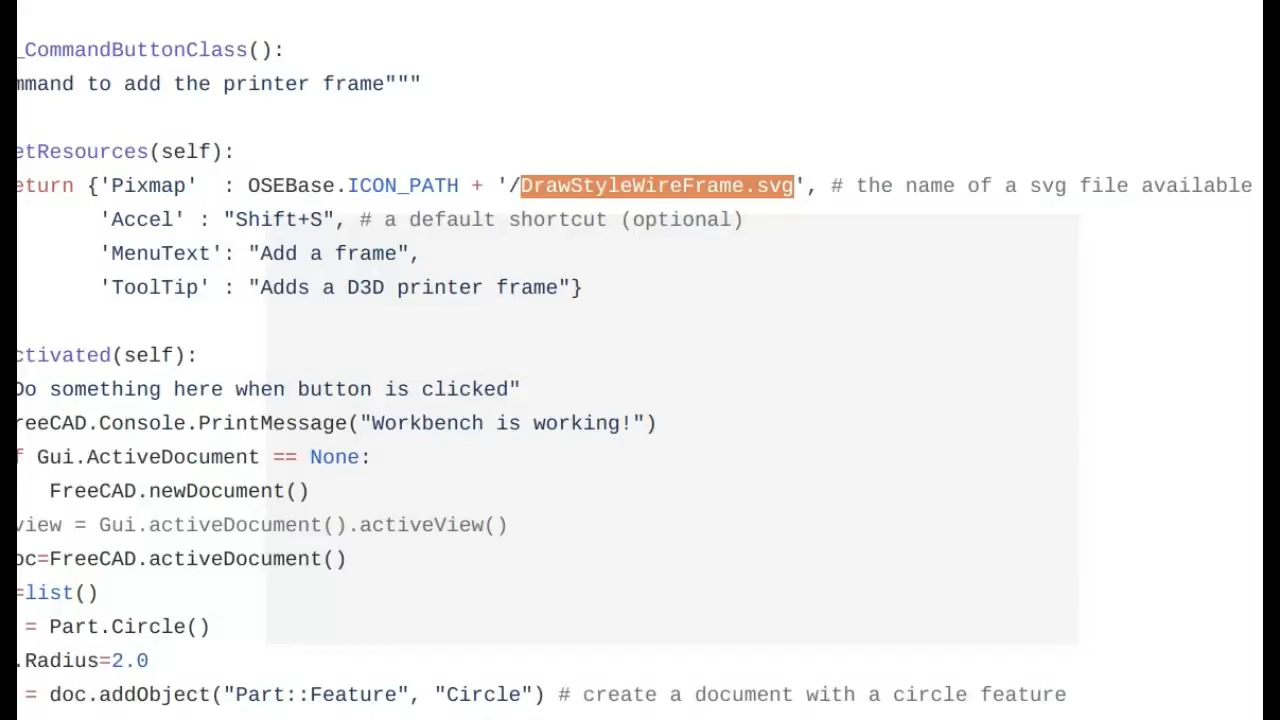 _CommandButtonClass():
mmand to add the printer frame"""
etResources(self):
eturn {'Pixmap'  : OSEBase.ICON_PATH + '/DrawStyleWireFrame.svg', # the name of a svg file available
'Accel' : "Shift+S", # a default shortcut (optional)
'MenuText': "Add a frame",
'ToolTip' : "Adds a D3D printer frame"}
ctivated(self):
Do something here when button is clicked"
reeCAD.Console.PrintMessage("Workbench is working!")
f Gui.ActiveDocument == None:
FreeCAD.newDocument()
view = Gui.activeDocument().activeView()
oc=FreeCAD.activeDocument()
=list()
= Part.Circle()
.Radius=2.0
= doc.addObject("Part::Feature", "Circle") # create a document with a circle feature